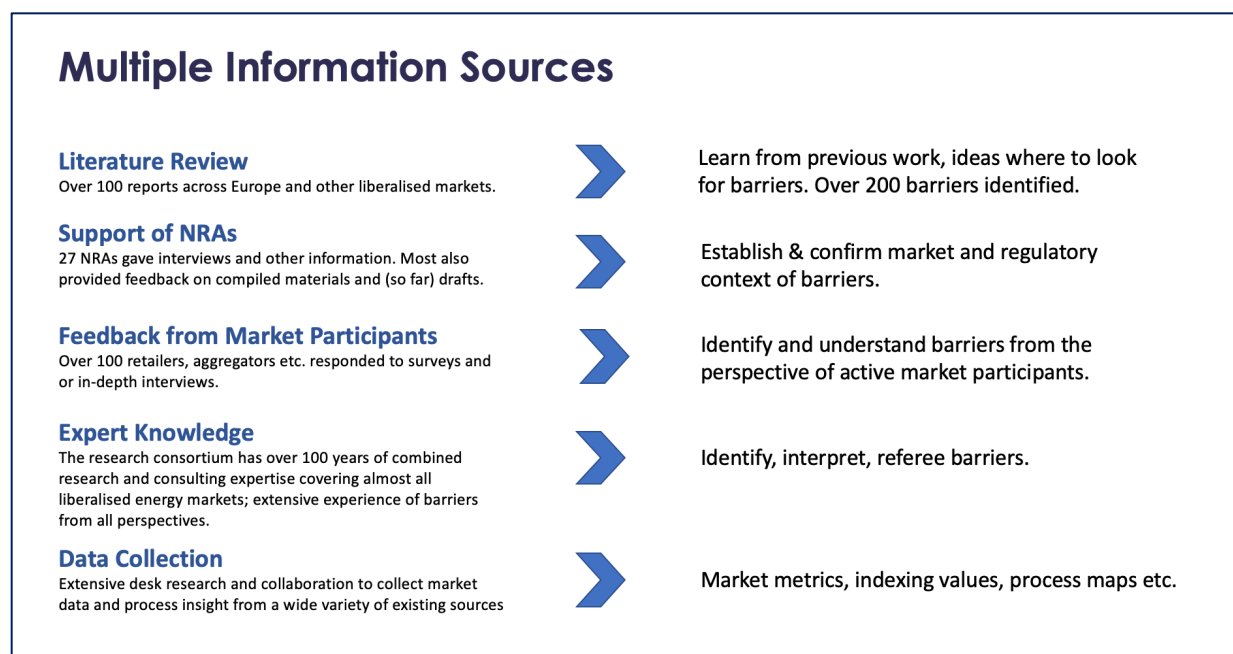 Multiple Information Sources
Literature Review
Over 100 reports across Europe and other liberalised markets.
Learn from previous work, ideas where to look
for barriers. Over 200 barriers identified.
Support of NRAs
27 NRAs gave interviews and other information. Most also
provided feedback on compiled materials and (so far) drafts.
Establish & confirm market and regulatory
context of barriers.
Feedback from Market Participants
Over 100 retailers, aggregators etc. responded to surveys and
or in-depth interviews.
Identify and understand barriers from the
perspective of active market participants.
Expert Knowledge
The research consortium has over 100 years of combined
research and consulting expertise covering almost all
liberalised energy markets; extensive experience of barriers
from all perspectives.
Identify, interpret, referee barriers.
Data Collection
Extensive desk research and collaboration to collect market
data and process insight from a wide variety of existing sources
Market metrics, indexing values, process maps etc.